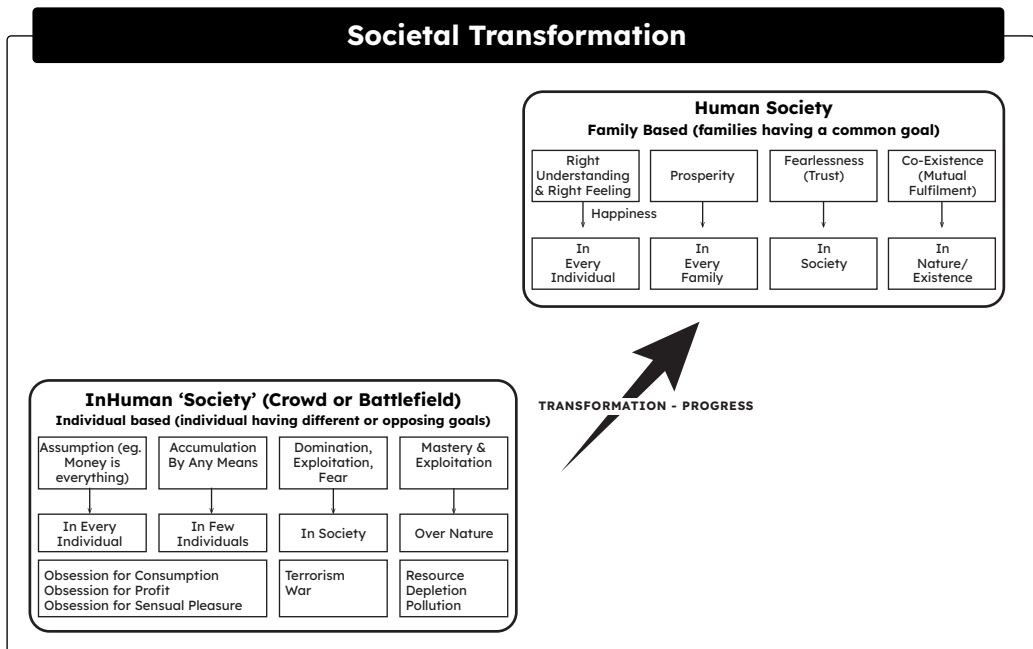 Societal Transformation
Human Society
Family Based (families having a common goal)
Right
Understanding
& Right Feeling
Prosperity
Fearlessness
(Trust)
Co-Existence
(Mutual
Fulfilment)
Happiness
In
Every
Individual
In
Every
Family
In
Society
In
Nature/
Existence
TRANSFORMATION - PROGRESS
InHuman ‘Society’ (Crowd or Battlefield)
Individual based (individual having different or opposing goals)
Assumption (eg.
Money is
everything)
Accumulation
By Any Means
Domination,
Exploitation,
Fear
Mastery &
Exploitation
In Every
Individual
In Few
Individuals
In Society
Over Nature
Obsession for Consumption
Obsession for Profit
Obsession for Sensual Pleasure
Terrorism
War
Resource
Depletion
Pollution